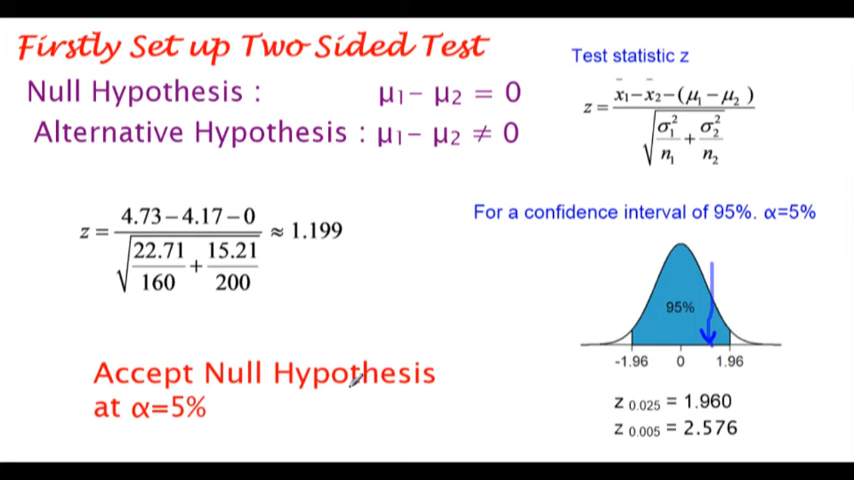 Firstly Set up Two Sided Test
Null Hypothesis : μ₁− μ₂ = 0
Alternative Hypothesis : μ₁− μ₂ ≠ 0
Test statistic z
z = (x̄₁ − x̄₂ − (μ₁ − μ₂)) / √(σ₁²/n₁ + σ₂²/n₂)
z = (4.73 − 4.17 − 0) / √(22.71/160 + 15.21/200) ≈ 1.199
For a confidence interval of 95%. α=5%
95%
-1.96 0 1.96
Accept Null Hypothesis
at α=5%
z 0.025 = 1.960
z 0.005 = 2.576